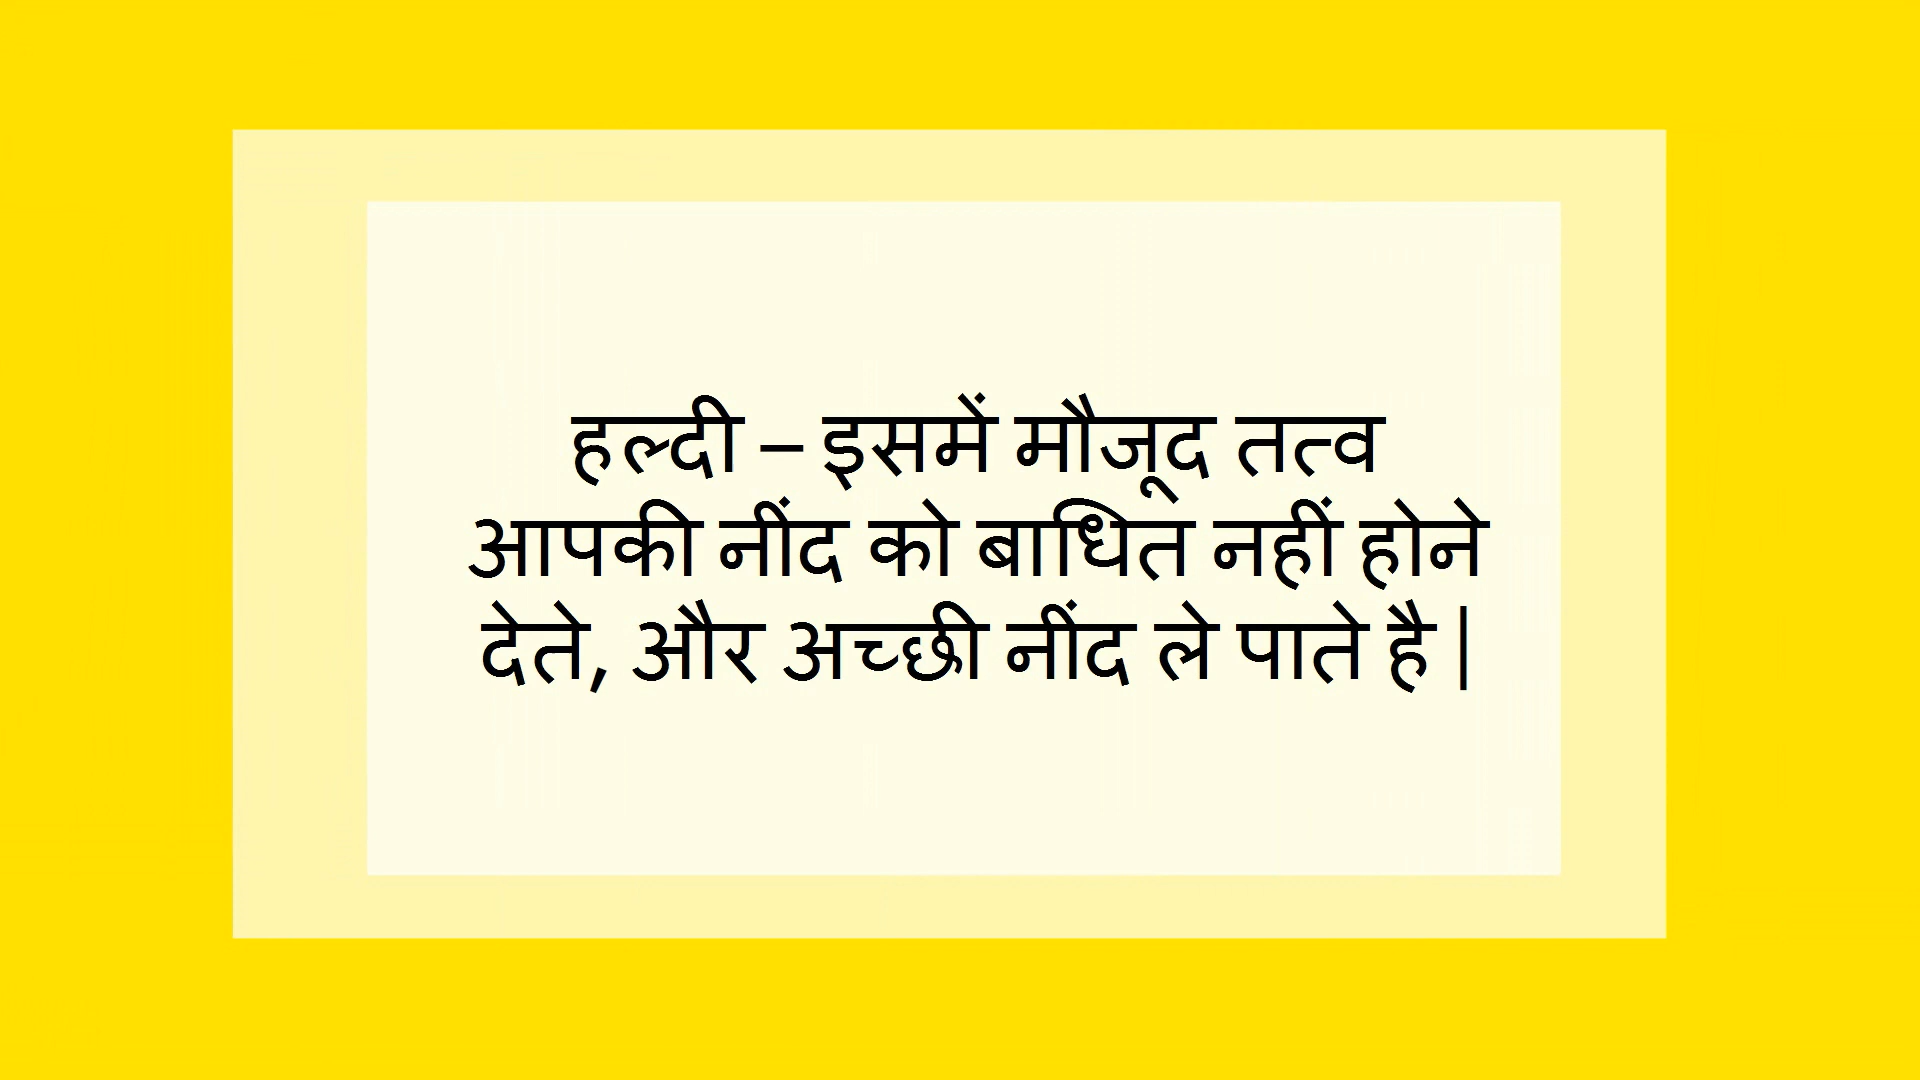 हल्दी – इसमें मौजूद तत्व
आपकी नींद को बाधित नहीं होने
देते, और अच्छी नींद ले पाते है |